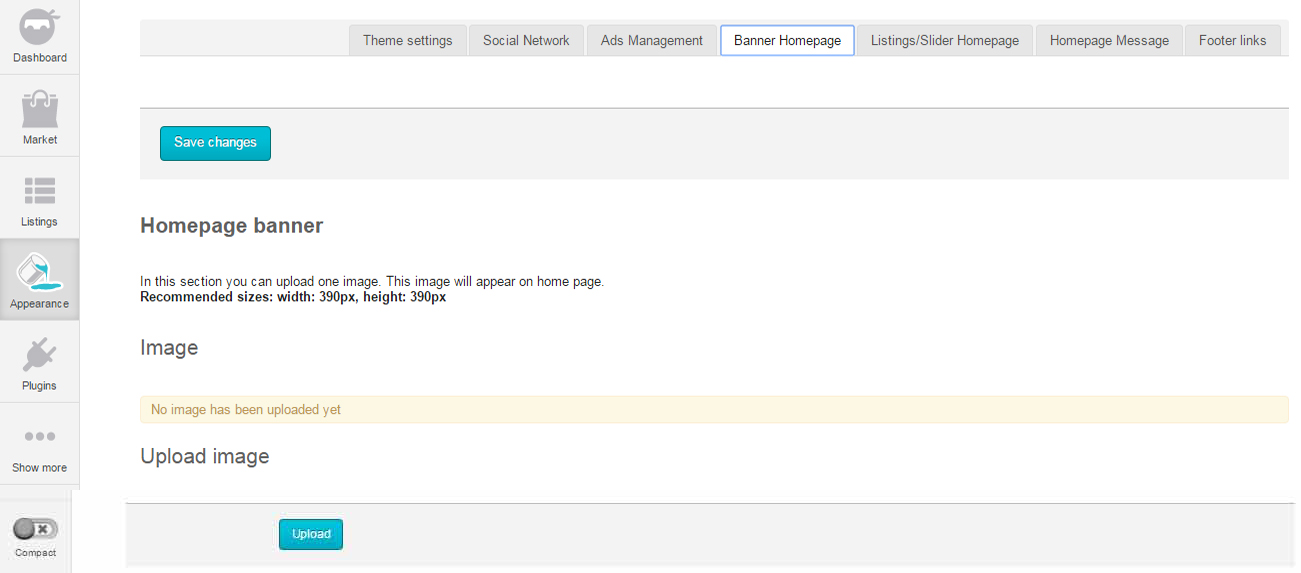 Dashboard
Market
Listings
Appearance
Plugins
Show more
Compact
Theme settings
Social Network
Ads Management
Banner Homepage
Listings/Slider Homepage
Homepage Message
Footer links
Save changes
Homepage banner
In this section you can upload one image. This image will appear on home page.
Recommended sizes: width: 390px, height: 390px
Image
No image has been uploaded yet
Upload image
Upload